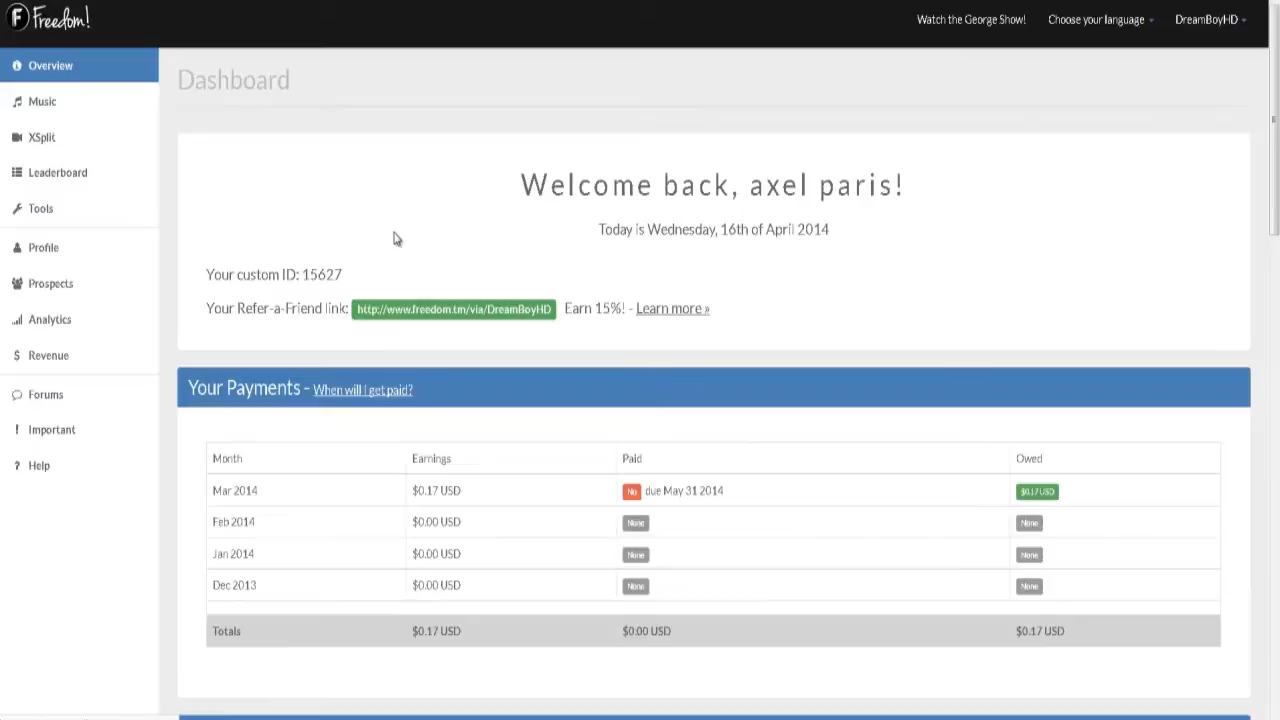 Freedom!
Watch the George Show! Choose your language DreamBoyHD
Overview
Music
XSplit
Leaderboard
Tools
Profile
Prospects
Analytics
$ Revenue
Forums
! Important
? Help
Dashboard
Welcome back, axel paris!
Today is Wednesday, 16th of April 2014
Your custom ID: 15627
Your Refer-a-Friend link: http://www.freedom.tm/via/DreamBoyHD Earn 15%! - Learn more »
Your Payments - When will I get paid?
Month Earnings Paid Owed
Mar 2014 $0.17 USD No due May 31 2014 $0.17 USD
Feb 2014 $0.00 USD None None
Jan 2014 $0.00 USD None None
Dec 2013 $0.00 USD None None
Totals $0.17 USD $0.00 USD $0.17 USD